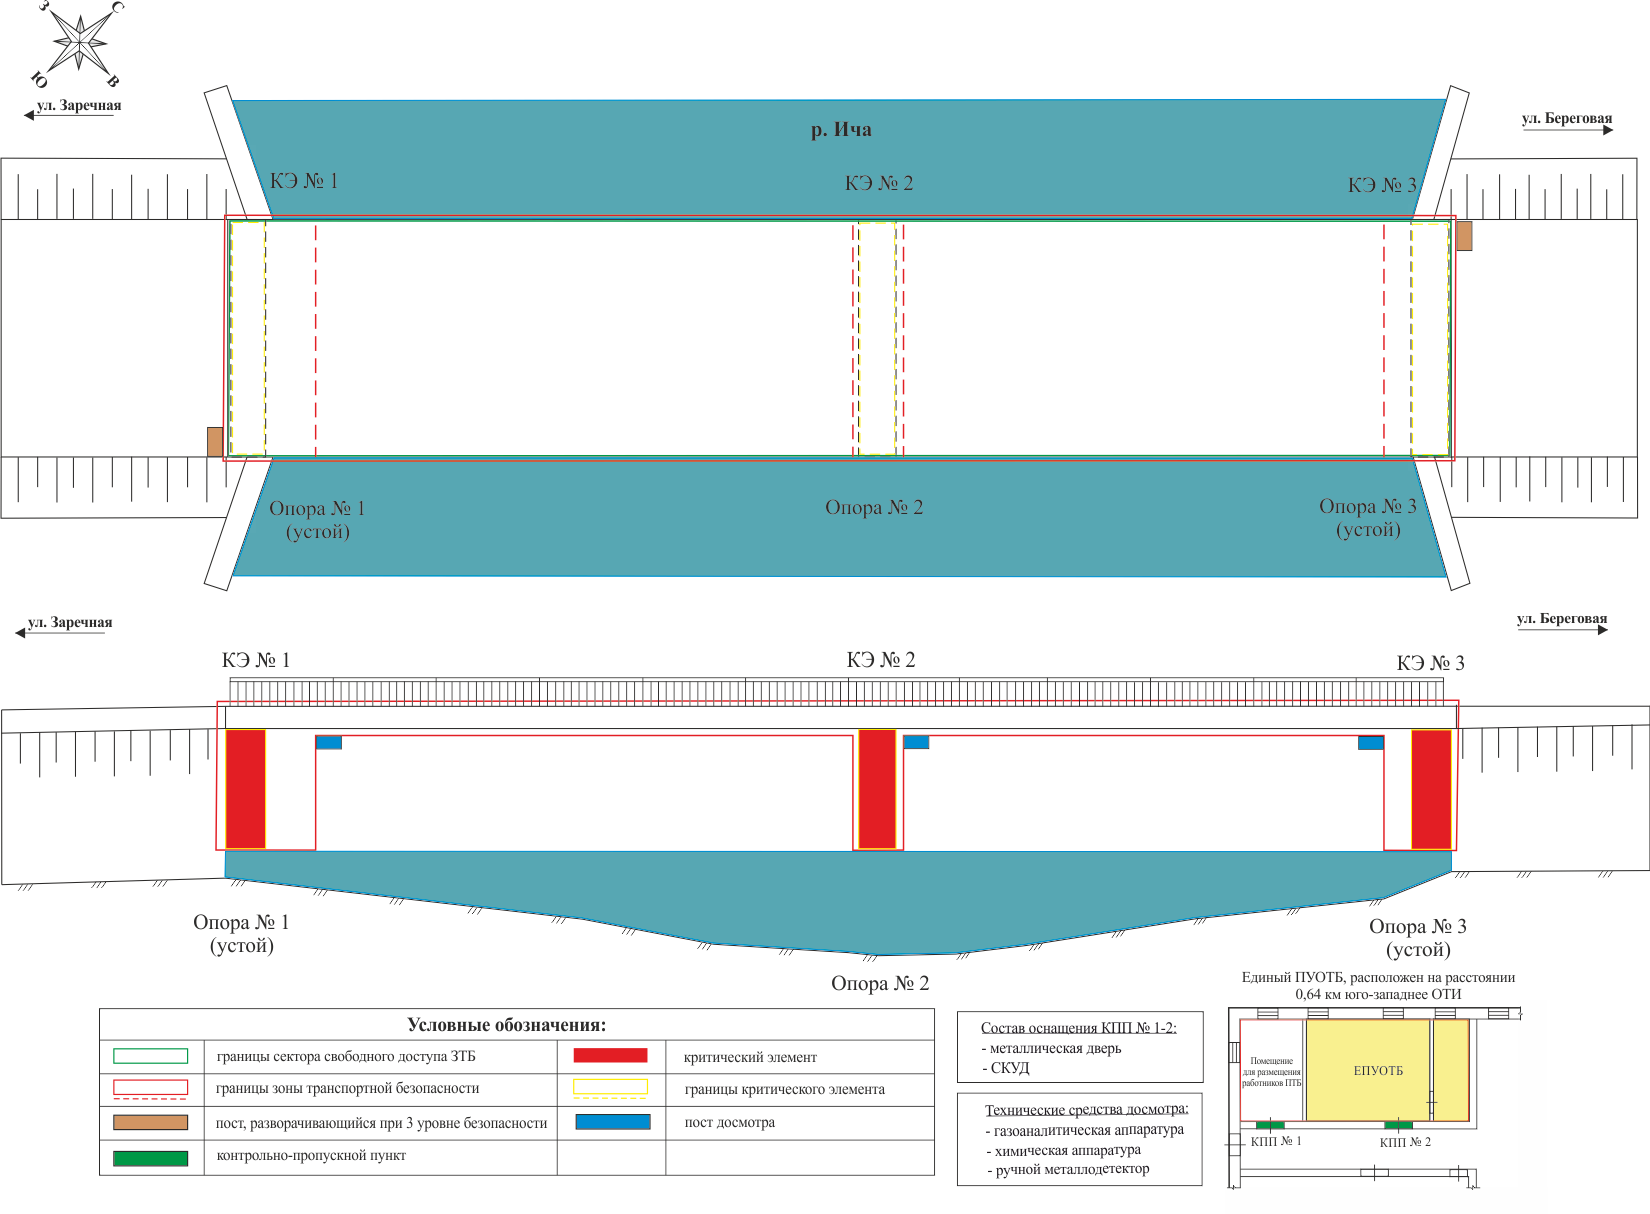 З
С
Ю
В
ул. Заречная
ул. Береговая
р. Ича
КЭ № 1
КЭ № 2
КЭ № 3
Опора № 1
(устой)
Опора № 2
Опора № 3
(устой)
ул. Заречная
ул. Береговая
КЭ № 1
КЭ № 2
КЭ № 3
Опора № 1
(устой)
Опора № 2
Опора № 3
(устой)
Единый ПУОТБ, расположен на расстоянии
0,64 км юго-западнее ОТИ
Помещение
для размещения
работников ПТБ
ЕПУОТБ
КПП № 1
КПП № 2
Условные обозначения:
границы сектора свободного доступа ЗТБ
критический элемент
границы зоны транспортной безопасности
границы критического элемента
пост, разворачивающийся при 3 уровне безопасности
пост досмотра
контрольно-пропускной пункт
Состав оснащения КПП № 1-2:
- металлическая дверь
- СКУД
Технические средства досмотра:
- газоаналитическая аппаратура
- химическая аппаратура
- ручной металлодетектор